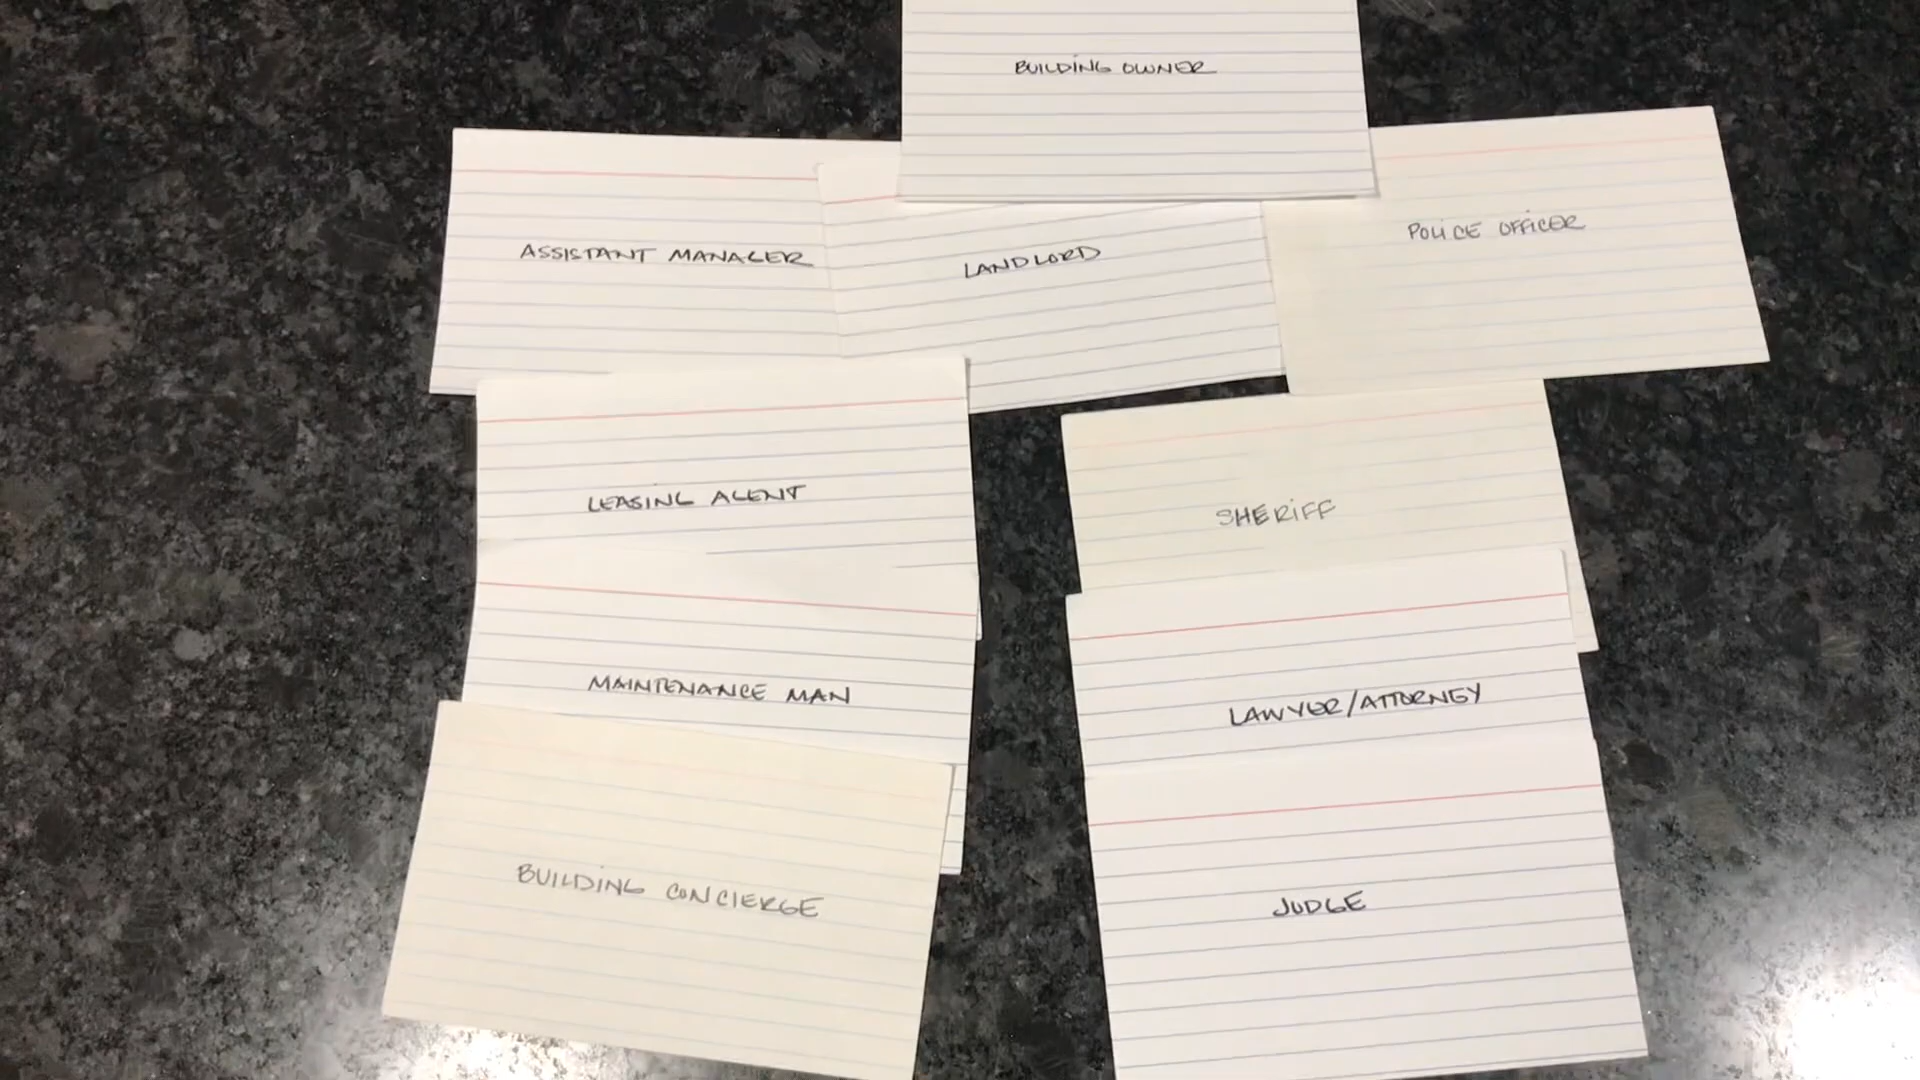 BUILDING OWNER
ASSISTANT MANAGER
LANDLORD
POLICE OFFICER
LEASING AGENT
SHERIFF
MAINTENANCE MAN
LAWYER/ATTORNEY
BUILDING CONCIERGE
JUDGE